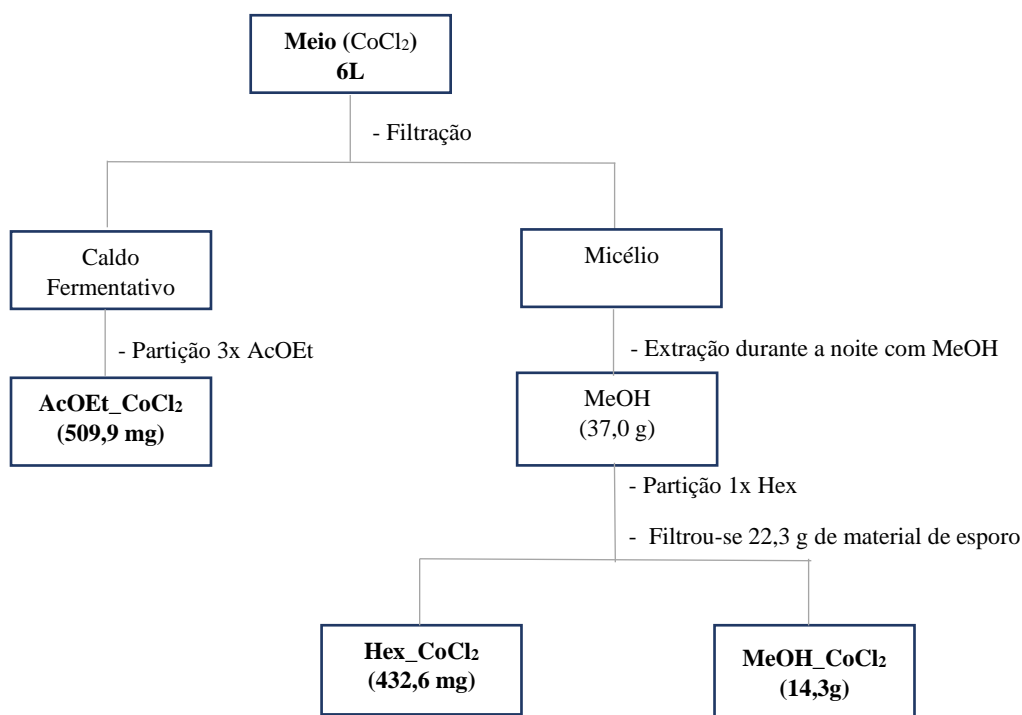 Meio (CoCl₂)
6L
- Filtração
Caldo
Fermentativo
Micélio
- Partição 3x AcOEt
- Extração durante a noite com MeOH
AcOEt_CoCl₂
(509,9 mg)
MeOH
(37,0 g)
- Partição 1x Hex
- Filtrou-se 22,3 g de material de esporo
Hex_CoCl₂
(432,6 mg)
MeOH_CoCl₂
(14,3g)